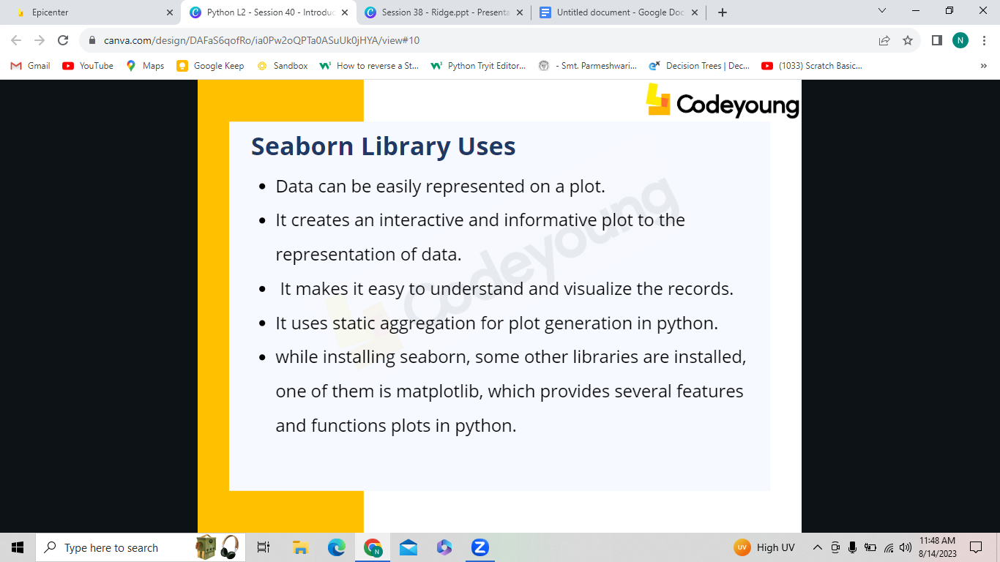 Epicenter
Python L2 - Session 40 - Introduc
Session 38 - Ridge.ppt - Presenta
Untitled document - Google Doc
canva.com/design/DAFaS6qofRo/ia0Pw2oQPTa0ASuUk0jHYA/view#10
N
Gmail
YouTube
Maps
Google Keep
Sandbox
How to reverse a St...
Python Tryit Editor...
- Smt. Parmeshwari...
Decision Trees | Dec...
(1033) Scratch Basic...
Codeyoung
Seaborn Library Uses
• Data can be easily represented on a plot.
• It creates an interactive and informative plot to the
representation of data.
• It makes it easy to understand and visualize the records.
• It uses static aggregation for plot generation in python.
• while installing seaborn, some other libraries are installed,
one of them is matplotlib, which provides several features
and functions plots in python.
Codeyoung
Type here to search
UV
High UV
11:48 AM
8/14/2023